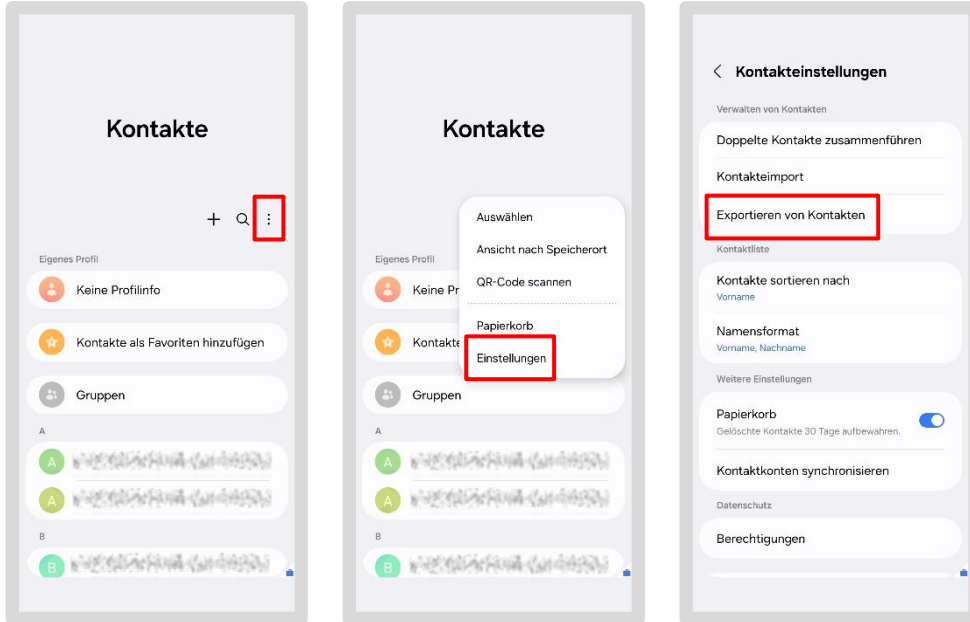 Kontakte
Eigenes Profil
Keine Profilinfo
Kontakte als Favoriten hinzufügen
Gruppen
A
A
A
B
B
Kontakte
Auswählen
Ansicht nach Speicherort
QR-Code scannen
Papierkorb
Einstellungen
Eigenes Profil
Keine Pr
Kontakte
Gruppen
A
A
A
B
B
Kontakteinstellungen
Verwalten von Kontakten
Doppelte Kontakte zusammenführen
Kontakteimport
Exportieren von Kontakten
Kontaktliste
Kontakte sortieren nach
Vorname
Namensformat
Vorname, Nachname
Weitere Einstellungen
Papierkorb
Gelöschte Kontakte 30 Tage aufbewahren.
Kontaktkonten synchronisieren
Datenschutz
Berechtigungen